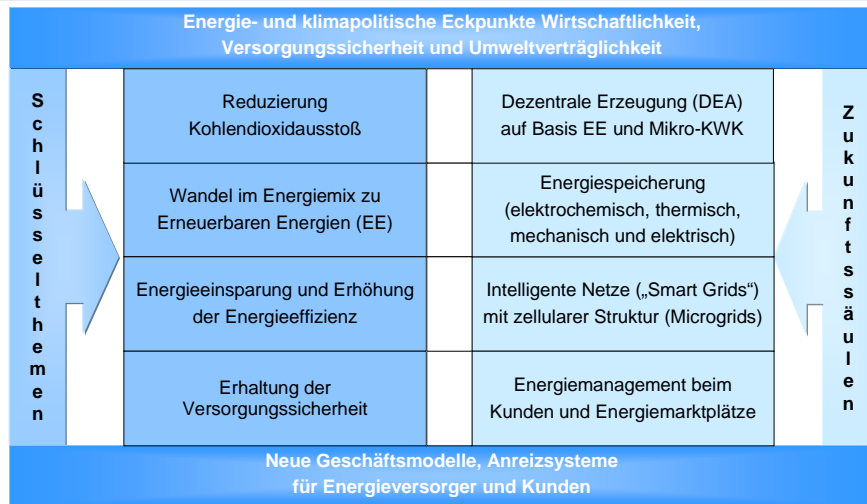 Energie- und klimapolitische Eckpunkte Wirtschaftlichkeit,
Versorgungssicherheit und Umweltverträglichkeit
Schlüsselthemen
Reduzierung
Kohlendioxidausstoß
Wandel im Energiemix zu
Erneuerbaren Energien (EE)
Energieeinsparung und Erhöhung
der Energieeffizienz
Erhaltung der
Versorgungssicherheit
Dezentrale Erzeugung (DEA)
auf Basis EE und Mikro-KWK
Energiespeicherung
(elektrochemisch, thermisch,
mechanisch und elektrisch)
Intelligente Netze („Smart Grids“)
mit zellularer Struktur (Microgrids)
Energiemanagement beim
Kunden und Energiemarktplätze
Zukunftssäulen
Neue Geschäftsmodelle, Anreizsysteme
für Energieversorger und Kunden